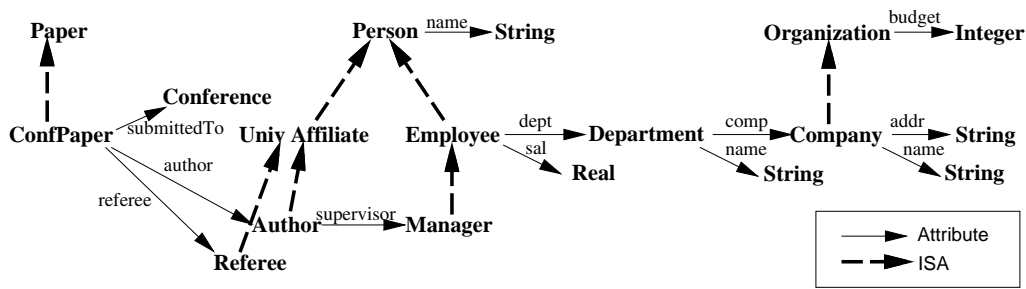 Paper
Person
name
String
Organization
budget
Integer
Conference
ConfPaper
submittedTo
Univ Affiliate
Employee
dept
Department
comp
Company
addr
String
sal
Real
name
String
name
String
author
referee
Author
supervisor
Manager
Referee
Attribute
ISA